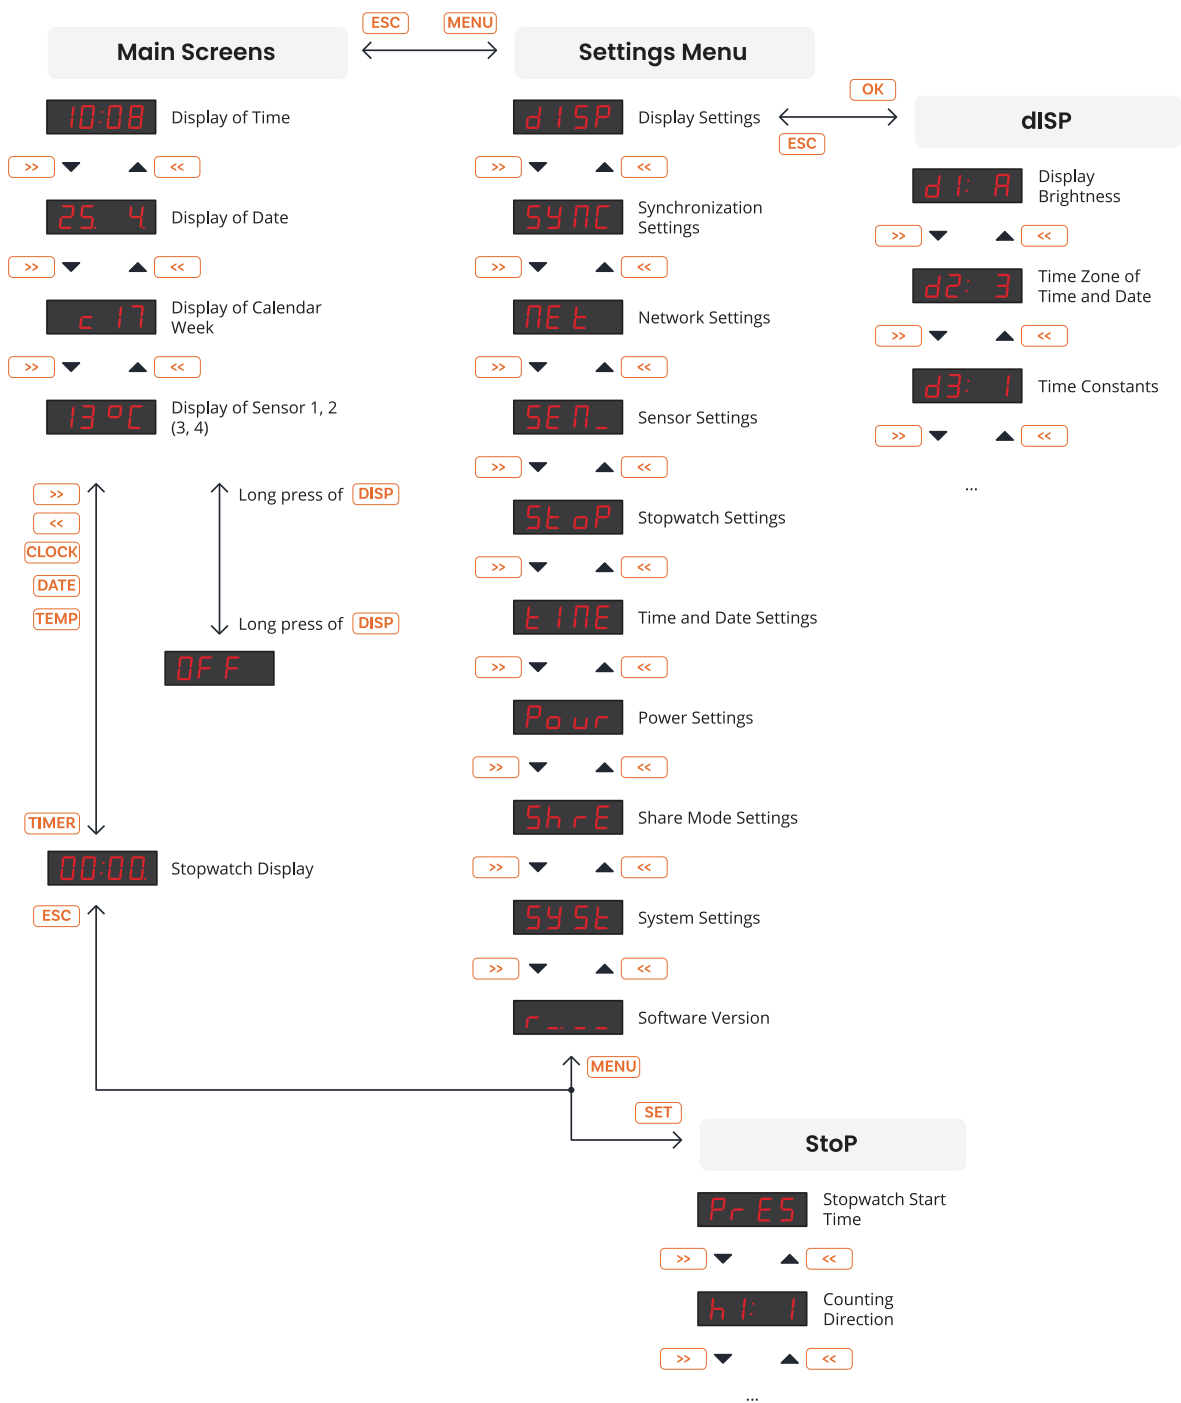 ESC
MENU
Main Screens
Settings Menu
10:08
Display of Time
>>
<<
25. 4.
Display of Date
>>
<<
c 17
Display of Calendar
Week
>>
<<
13 °C
Display of Sensor 1, 2
(3, 4)
>>
<<
CLOCK
DATE
TEMP
Long press of DISP
Long press of DISP
OFF
TIMER
00:00.
Stopwatch Display
ESC
dISP
Display Settings
>>
<<
SYNC
Synchronization
Settings
>>
<<
NEt
Network Settings
>>
<<
SEN_
Sensor Settings
>>
<<
StoP
Stopwatch Settings
>>
<<
tIME
Time and Date Settings
>>
<<
Pour
Power Settings
>>
<<
ShrE
Share Mode Settings
>>
<<
SYSt
System Settings
>>
<<
r _._ _
Software Version
MENU
OK
ESC
dISP
d1: A
Display
Brightness
>>
<<
d2: 3
Time Zone of
Time and Date
>>
<<
d3: 1
Time Constants
>>
<<
...
SET
StoP
PrES
Stopwatch Start
Time
>>
<<
h1: 1
Counting
Direction
>>
<<
...